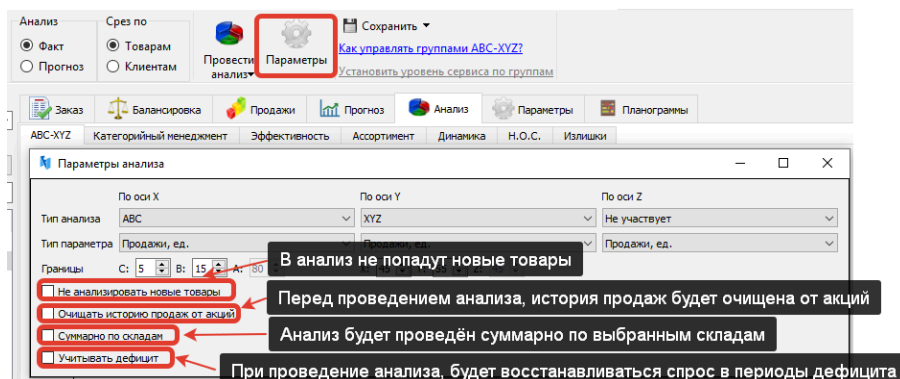 Анализ
Срез по
Факт
Прогноз
Товарам
Клиентам
Провести
анализ
Параметры
Сохранить
Как управлять группами ABC-XYZ?
Установить уровень сервиса по группам
Заказ
Балансировка
Продажи
Прогноз
Анализ
Параметры
Планограммы
ABC-XYZ
Категорийный менеджмент
Эффективность
Ассортимент
Динамика
Н.О.С.
Излишки
Параметры анализа
По оси X
По оси Y
По оси Z
Тип анализа
ABC
XYZ
Не участвует
Тип параметра
Продажи, ед.
Продажи, ед.
Продажи, ед.
Границы
C: 5 B: 15 A: 80
В анализ не попадут новые товары
Не анализировать новые товары
Перед проведением анализа, история продаж будет очищена от акций
Очищать историю продаж от акций
Анализ будет проведён суммарно по выбранным складам
Суммарно по складам
Учитывать дефицит
При проведение анализа, будет восстанавливаться спрос в периоды дефицита